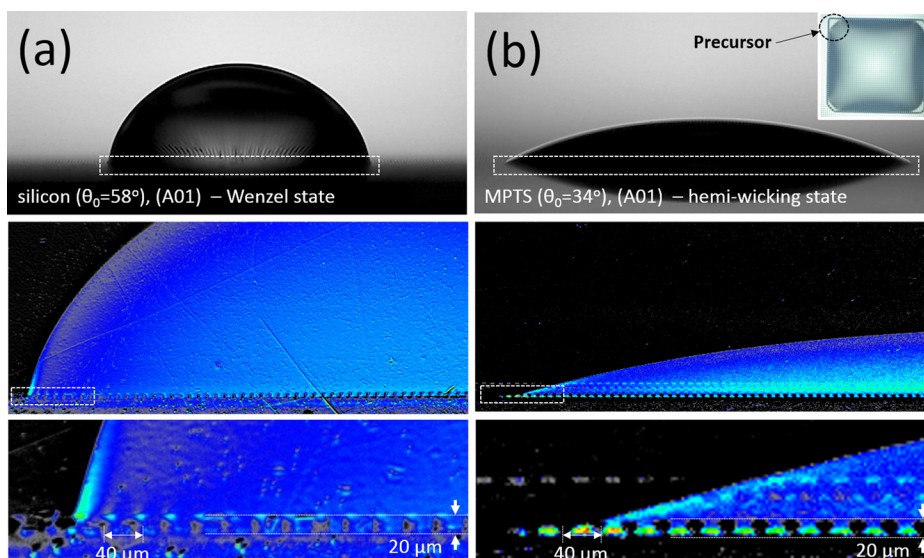 (a)
(b)
Precursor
silicon (θ₀=58°), (A01) – Wenzel state
MPTS (θ₀=34°), (A01) – hemi-wicking state
40 µm
20 µm
40 µm
20 µm